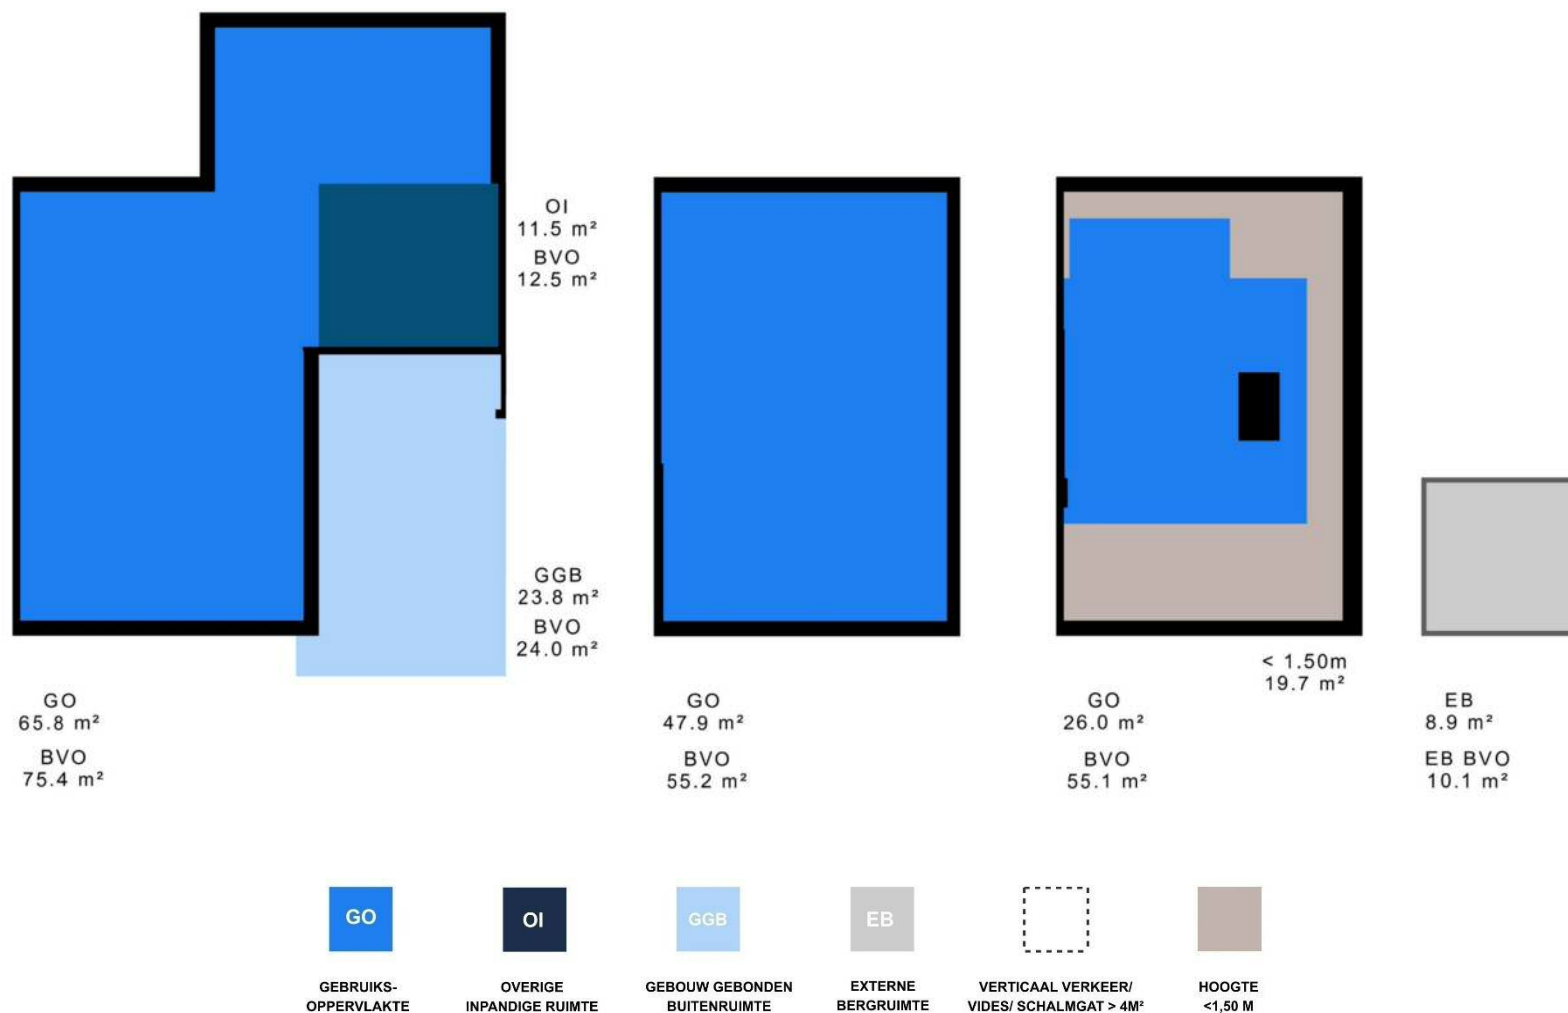 OI
11.5 m²
BVO
12.5 m²
GGB
23.8 m²
BVO
24.0 m²
GO
65.8 m²
BVO
75.4 m²
GO
47.9 m²
BVO
55.2 m²
< 1.50m
19.7 m²
GO
26.0 m²
BVO
55.1 m²
EB
8.9 m²
EB BVO
10.1 m²
GO
GEBRUIKS-
OPPERVLAKTE
OI
OVERIGE
INPANDIGE RUIMTE
GGB
GEBOUW GEBONDEN
BUITENRUIMTE
EB
EXTERNE
BERGRUIMTE
VERTICAAL VERKEER/
VIDES/ SCHALMGAT > 4M²
HOOGTE
<1,50 M